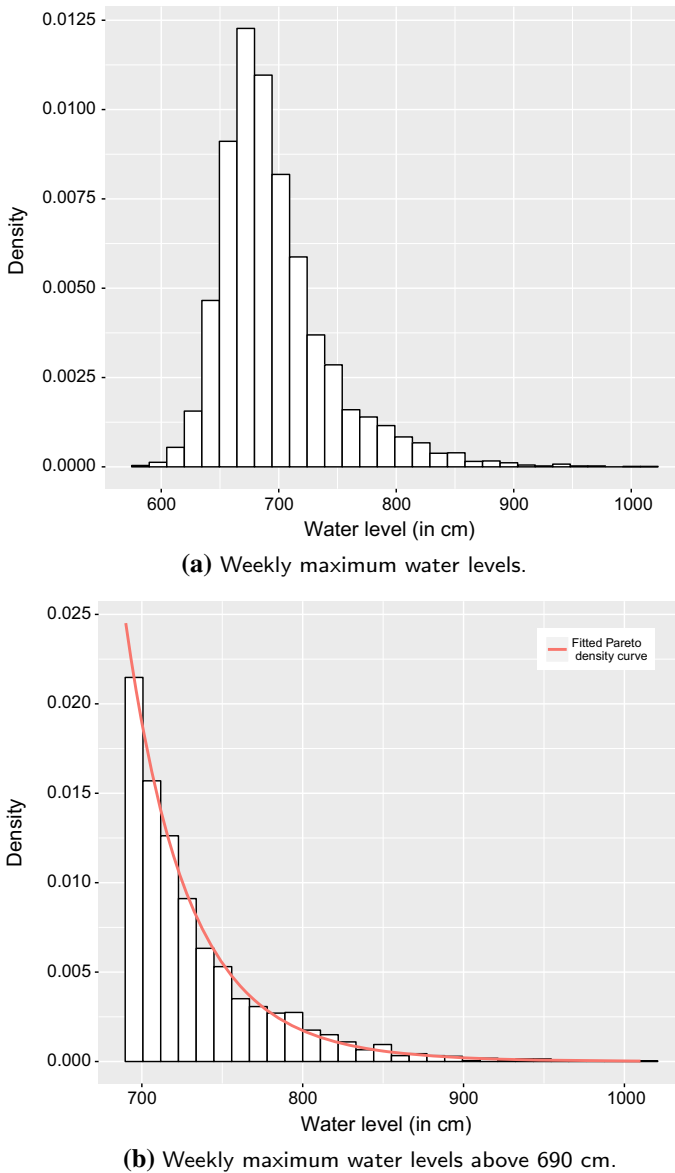 0.0125
0.0100
0.0075
0.0050
0.0025
0.0000
Density
600 700 800 900 1000
Water level (in cm)
(a) Weekly maximum water levels.
0.025
0.020
0.015
0.010
0.005
0.000
Density
Fitted Pareto
density curve
700 800 900 1000
Water level (in cm)
(b) Weekly maximum water levels above 690 cm.